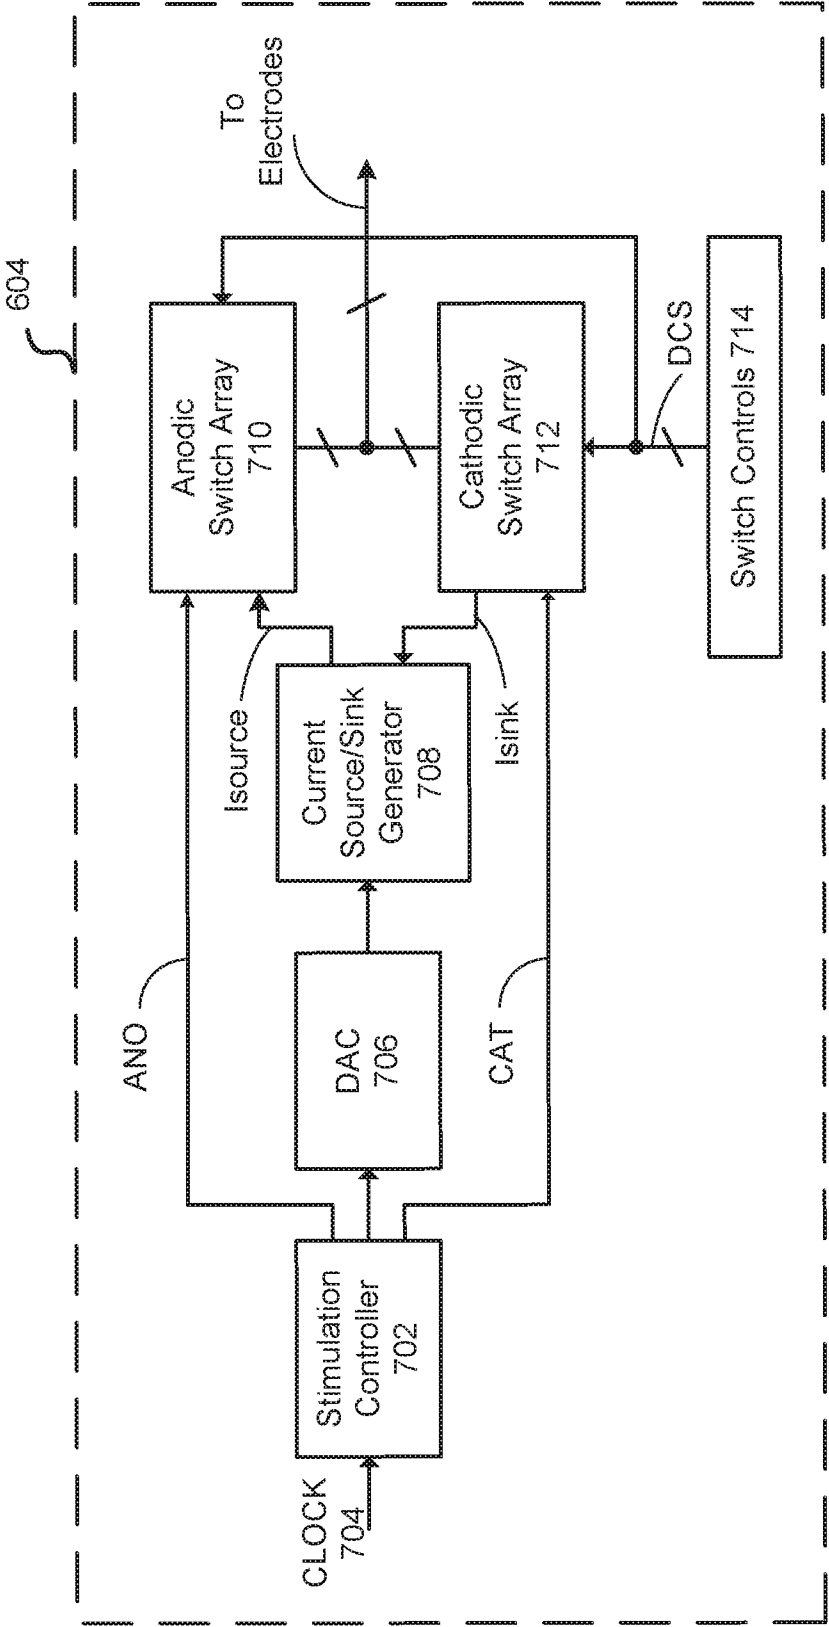 604
To
Electrodes
Anodic
Switch Array
710
Cathodic
Switch Array
712
DCS
Switch Controls 714
Isource
Current
Source/Sink
Generator
708
Isink
ANO
DAC
706
CAT
Stimulation
Controller
702
CLOCK
704